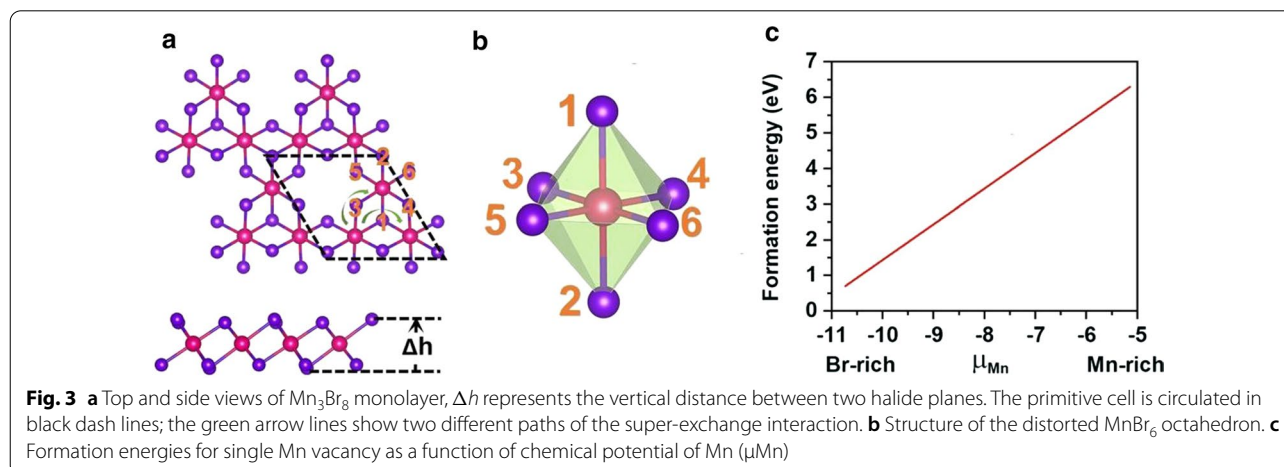 a
b
c
2
5
6
3
4
1
Δh
1
3
4
5
6
2
Formation energy (eV)
7
6
5
4
3
2
1
0
-11 -10 -9 -8 -7 -6 -5
Br-rich μMn Mn-rich
Fig. 3 a Top and side views of Mn₃Br₈ monolayer, Δh represents the vertical distance between two halide planes. The primitive cell is circulated in
black dash lines; the green arrow lines show two different paths of the super-exchange interaction. b Structure of the distorted MnBr₆ octahedron. c
Formation energies for single Mn vacancy as a function of chemical potential of Mn (μMn)